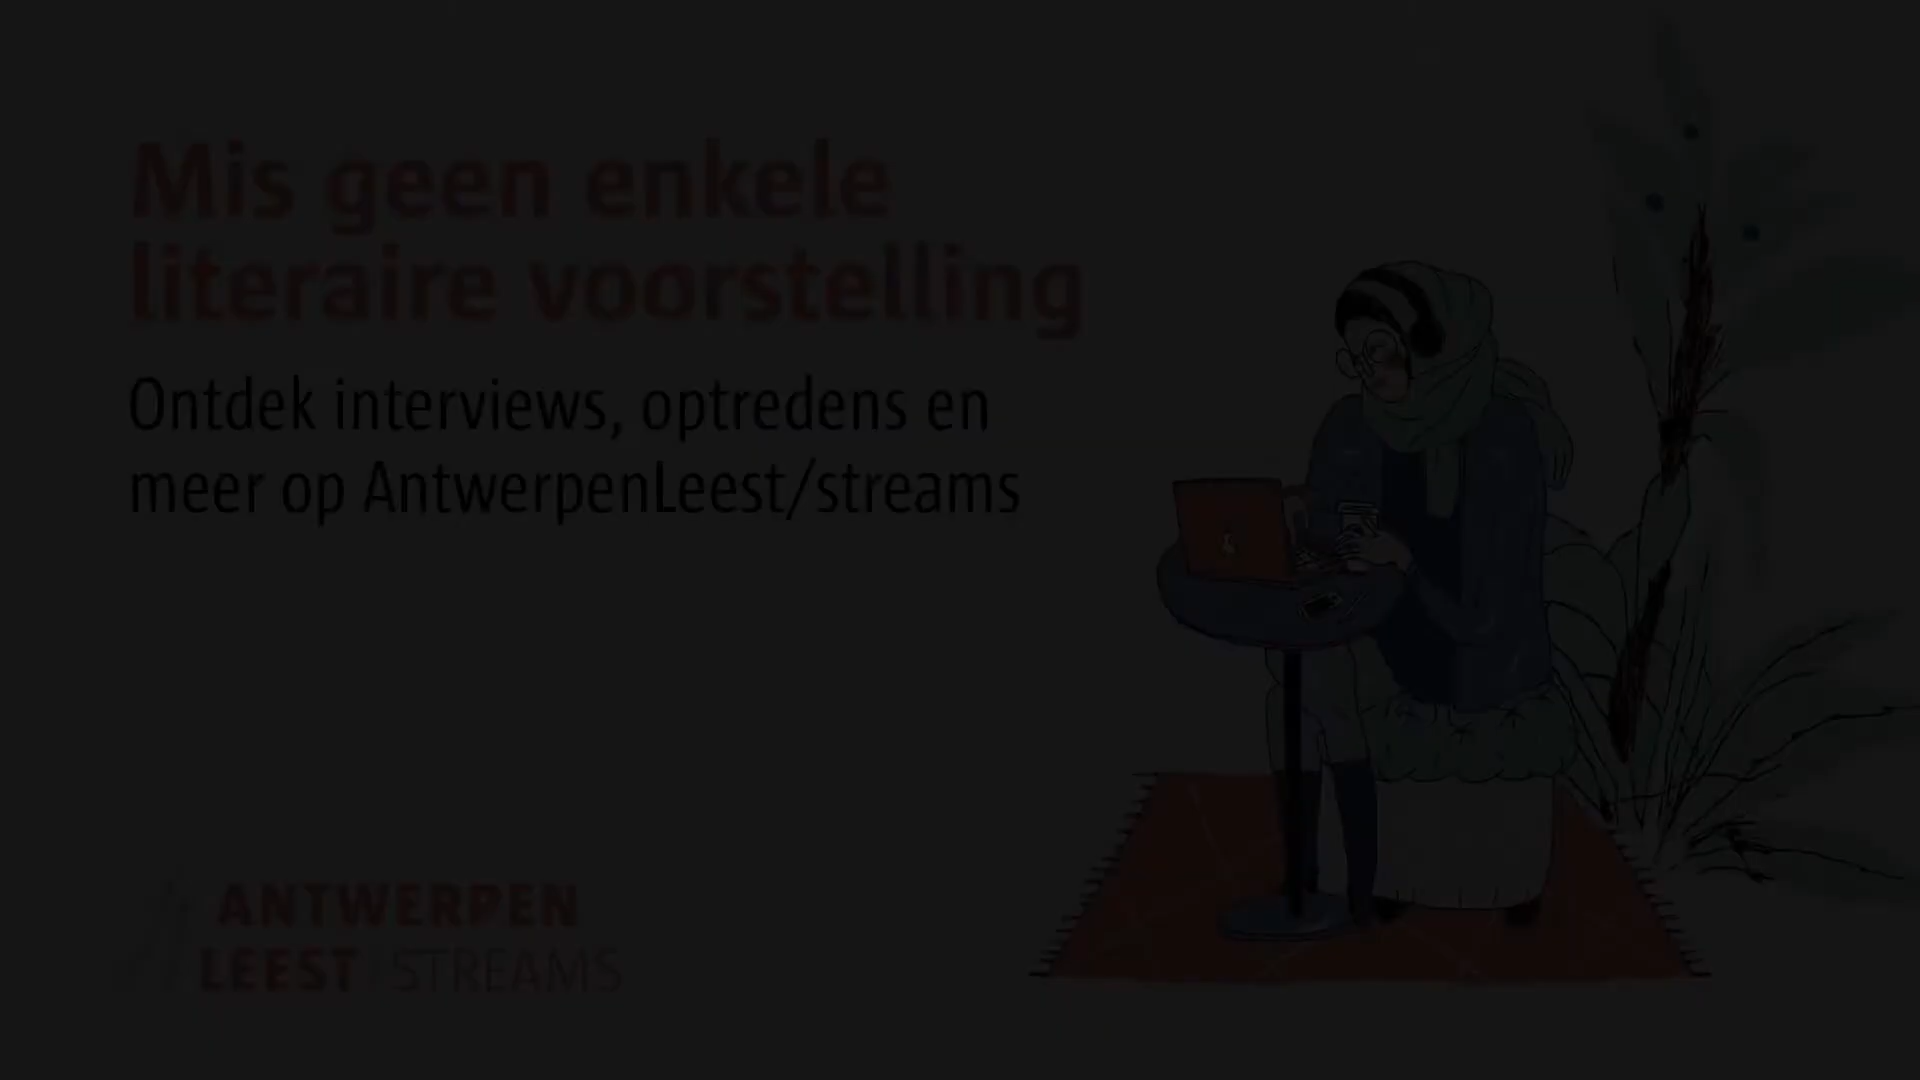 Mis geen enkele
literaire voorstelling
Ontdek interviews, optredens en
meer op AntwerpenLeest/streams
ANTWERPEN
LEEST/STREAMS